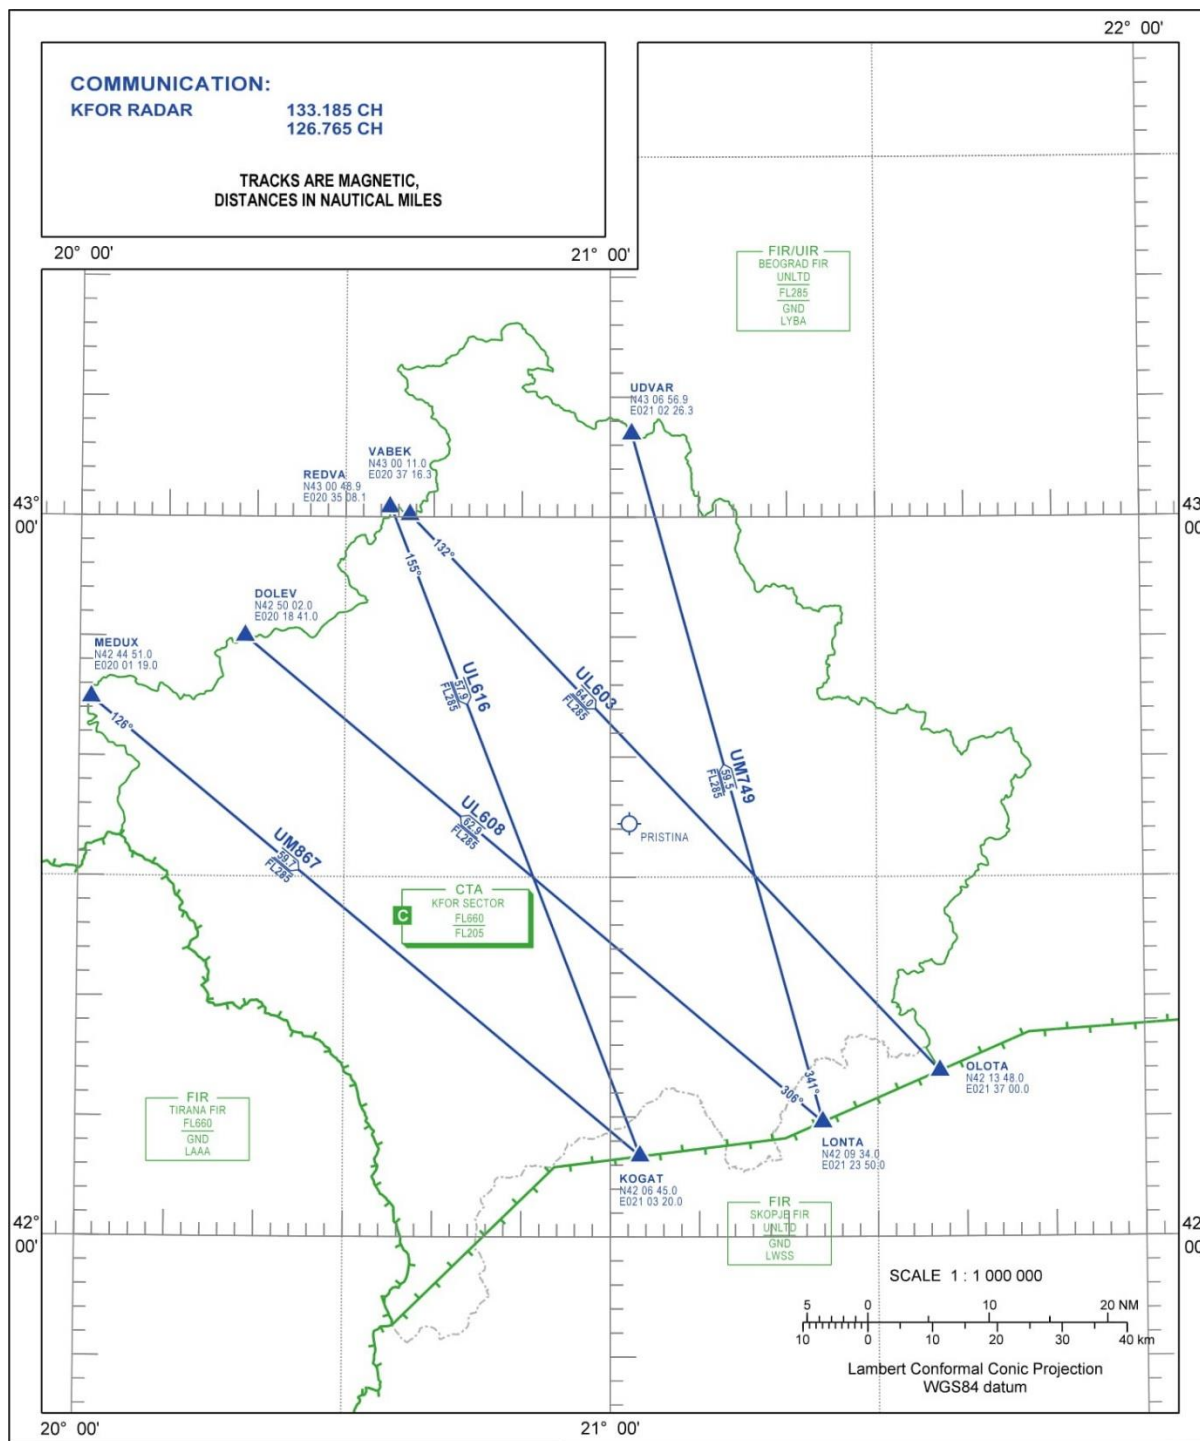 22° 00'
COMMUNICATION:
KFOR RADAR 133.185 CH
126.765 CH
TRACKS ARE MAGNETIC,
DISTANCES IN NAUTICAL MILES
20° 00'
21° 00'
FIR/UIR
BEOGRAD FIR
UNLTD
FL285
GND
LYBA
UDVAR
N43 06 56.9
E021 02 26.3
VABEK
N43 00 11.0
E020 37 16.3
REDVA
N43 00 48.9
E020 35 08.1
43°
00'
43
00
155°
132°
DOLEV
N42 50 02.0
E020 18 41.0
MEDUX
N42 44 51.0
E020 01 19.0
126°
UL616
57.9
FL285
UL603
64.0
FL285
UM749
59.5
FL285
UL608
62.9
FL285
UM867
59.7
FL285
PRISTINA
C
CTA
KFOR SECTOR
FL660
FL205
341°
306°
OLOTA
N42 13 48.0
E021 37 00.0
LONTA
N42 09 34.0
E021 23 50.0
KOGAT
N42 06 45.0
E021 03 20.0
FIR
TIRANA FIR
FL660
GND
LAAA
FIR
SKOPJE FIR
UNLTD
GND
LWSS
42°
00'
42
00
SCALE 1 : 1 000 000
5 0 10 20 NM
10 0 10 20 30 40 km
Lambert Conformal Conic Projection
WGS84 datum
20° 00'
21° 00'